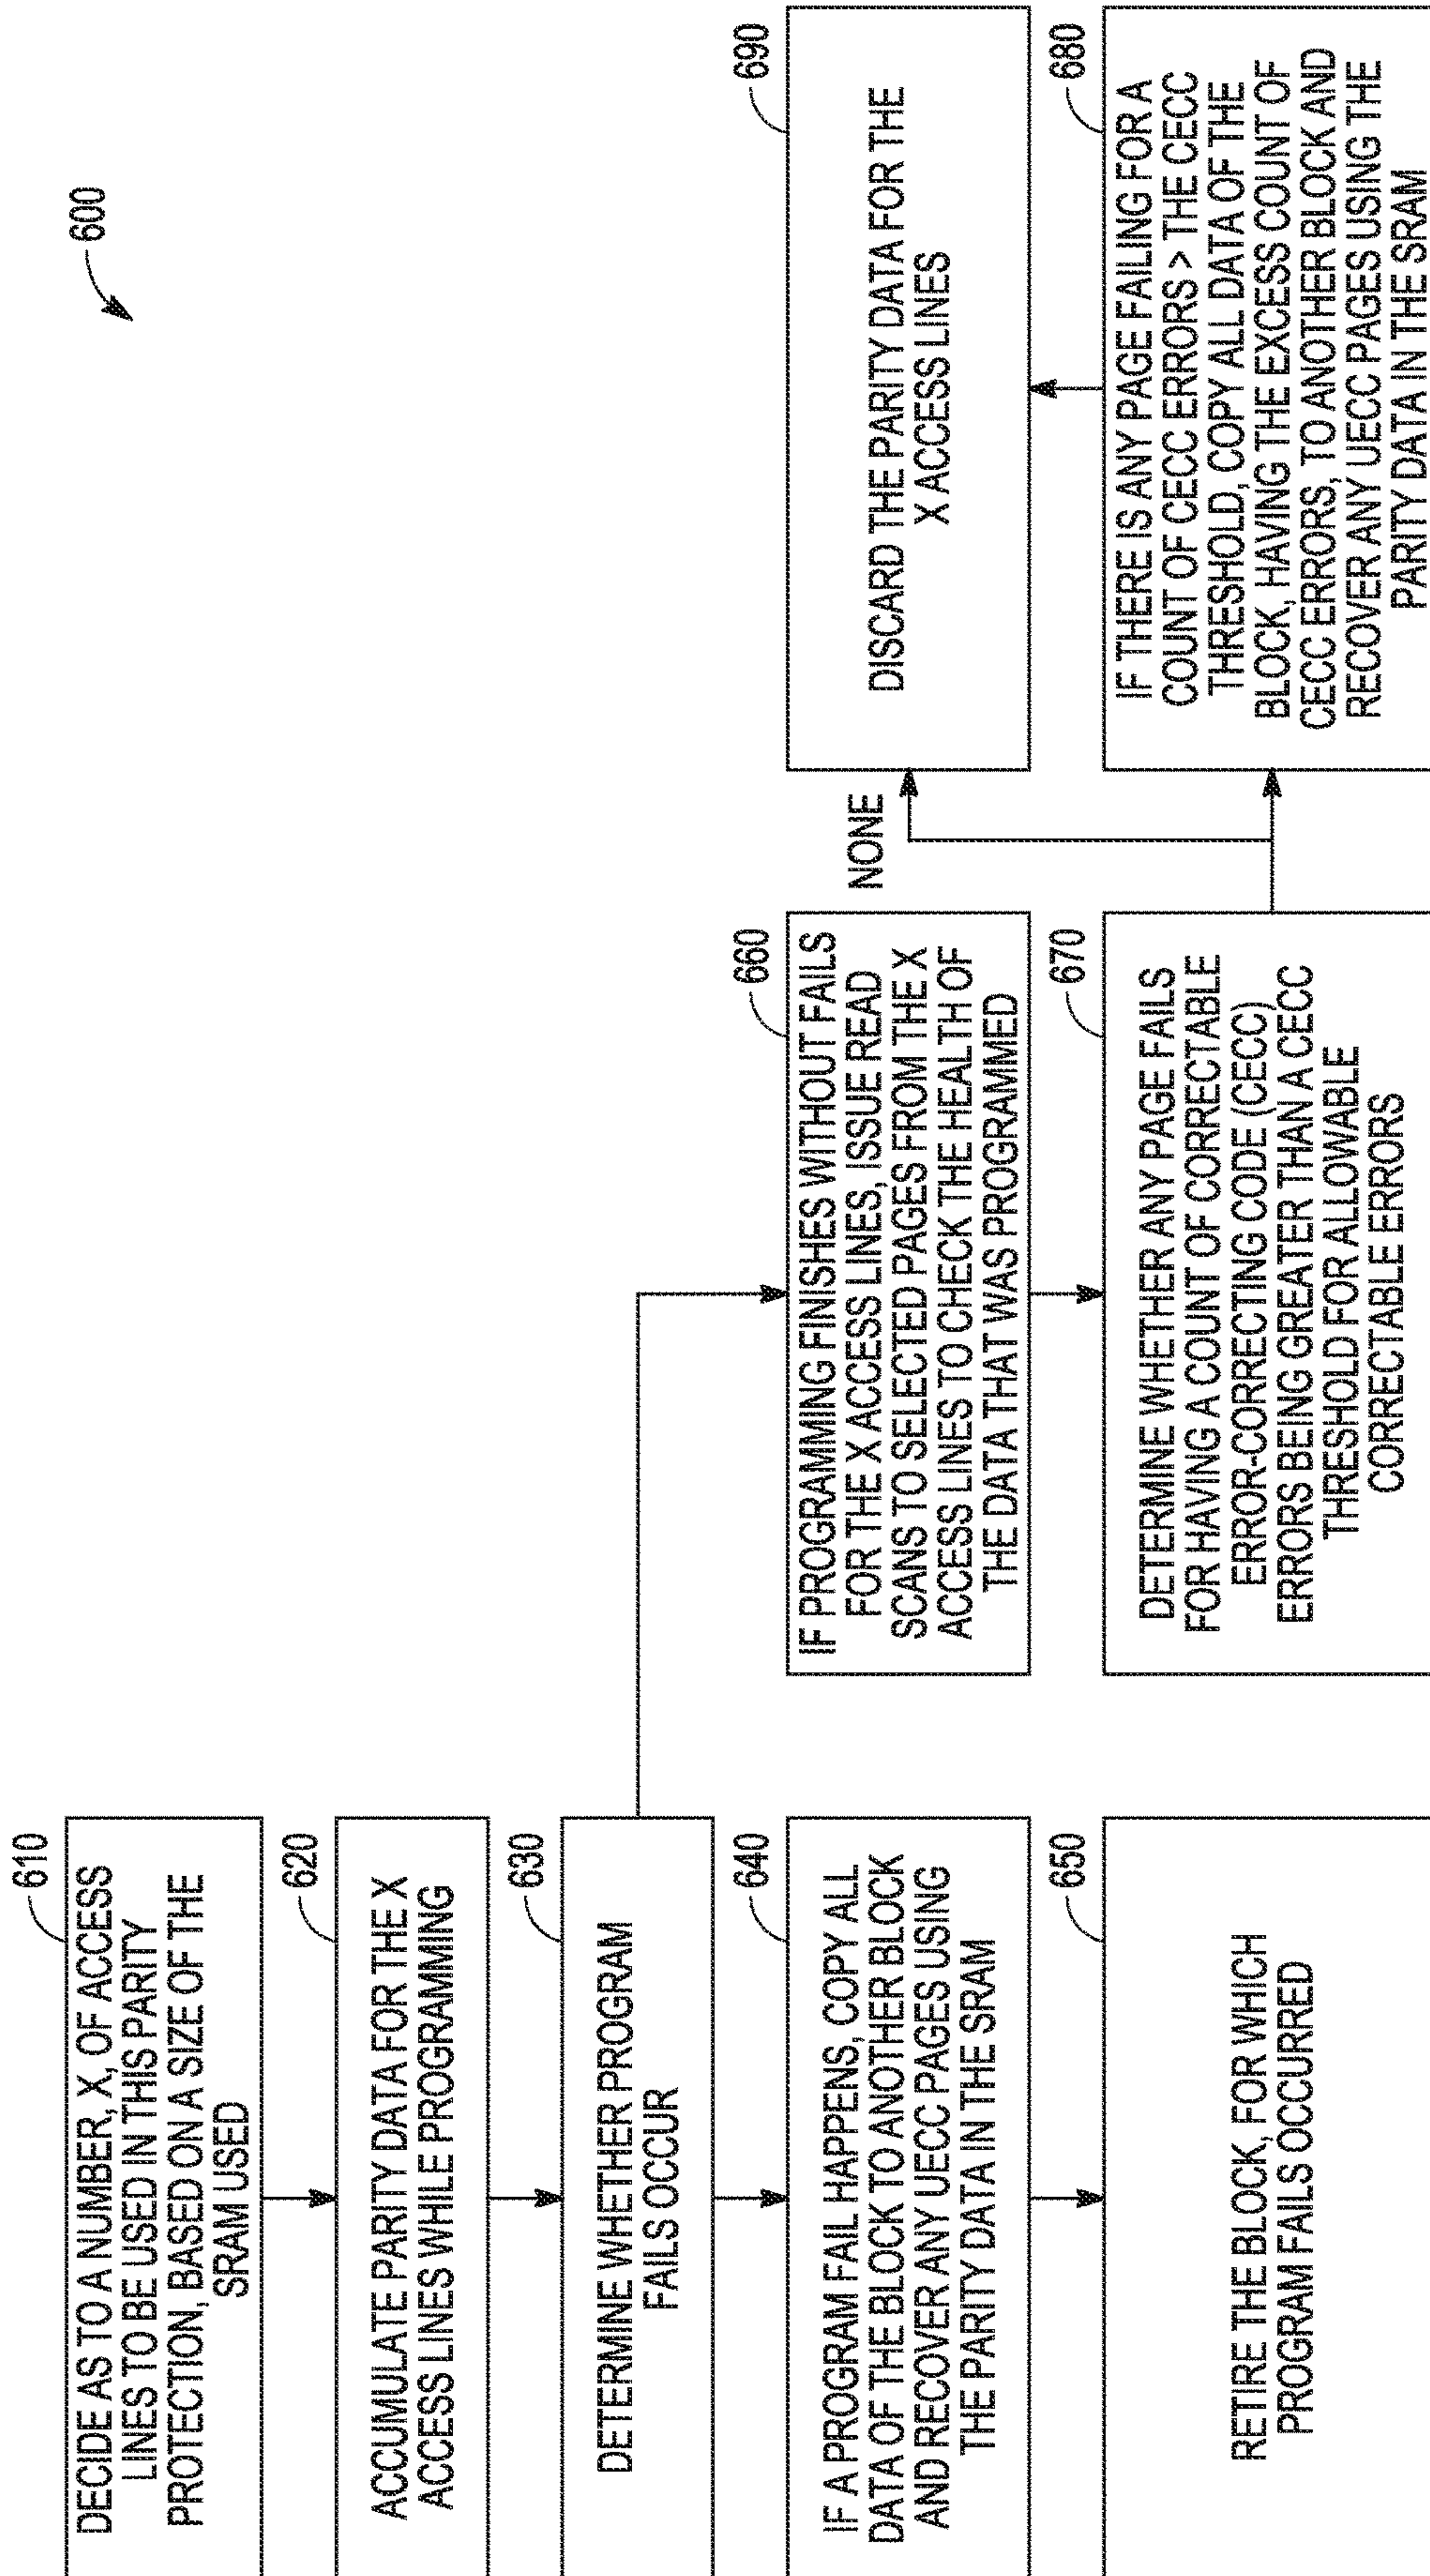 600
610
DECIDE AS TO A NUMBER, X, OF ACCESS
LINES TO BE USED IN THIS PARITY
PROTECTION, BASED ON A SIZE OF THE
SRAM USED
620
ACCUMULATE PARITY DATA FOR THE X
ACCESS LINES WHILE PROGRAMMING
630
DETERMINE WHETHER PROGRAM
FAILS OCCUR
640
IF A PROGRAM FAIL HAPPENS, COPY ALL
DATA OF THE BLOCK TO ANOTHER BLOCK
AND RECOVER ANY UECC PAGES USING
THE PARITY DATA IN THE SRAM
650
RETIRE THE BLOCK, FOR WHICH
PROGRAM FAILS OCCURRED
660
IF PROGRAMMING FINISHES WITHOUT FAILS
FOR THE X ACCESS LINES, ISSUE READ
SCANS TO SELECTED PAGES FROM THE X
ACCESS LINES TO CHECK THE HEALTH OF
THE DATA THAT WAS PROGRAMMED
670
DETERMINE WHETHER ANY PAGE FAILS
FOR HAVING A COUNT OF CORRECTABLE
ERROR-CORRECTING CODE (CECC)
ERRORS BEING GREATER THAN A CECC
THRESHOLD FOR ALLOWABLE
CORRECTABLE ERRORS
NONE
690
DISCARD THE PARITY DATA FOR THE
X ACCESS LINES
680
IF THERE IS ANY PAGE FAILING FOR A
COUNT OF CECC ERRORS > THE CECC
THRESHOLD, COPY ALL DATA OF THE
BLOCK, HAVING THE EXCESS COUNT OF
CECC ERRORS, TO ANOTHER BLOCK AND
RECOVER ANY UECC PAGES USING THE
PARITY DATA IN THE SRAM